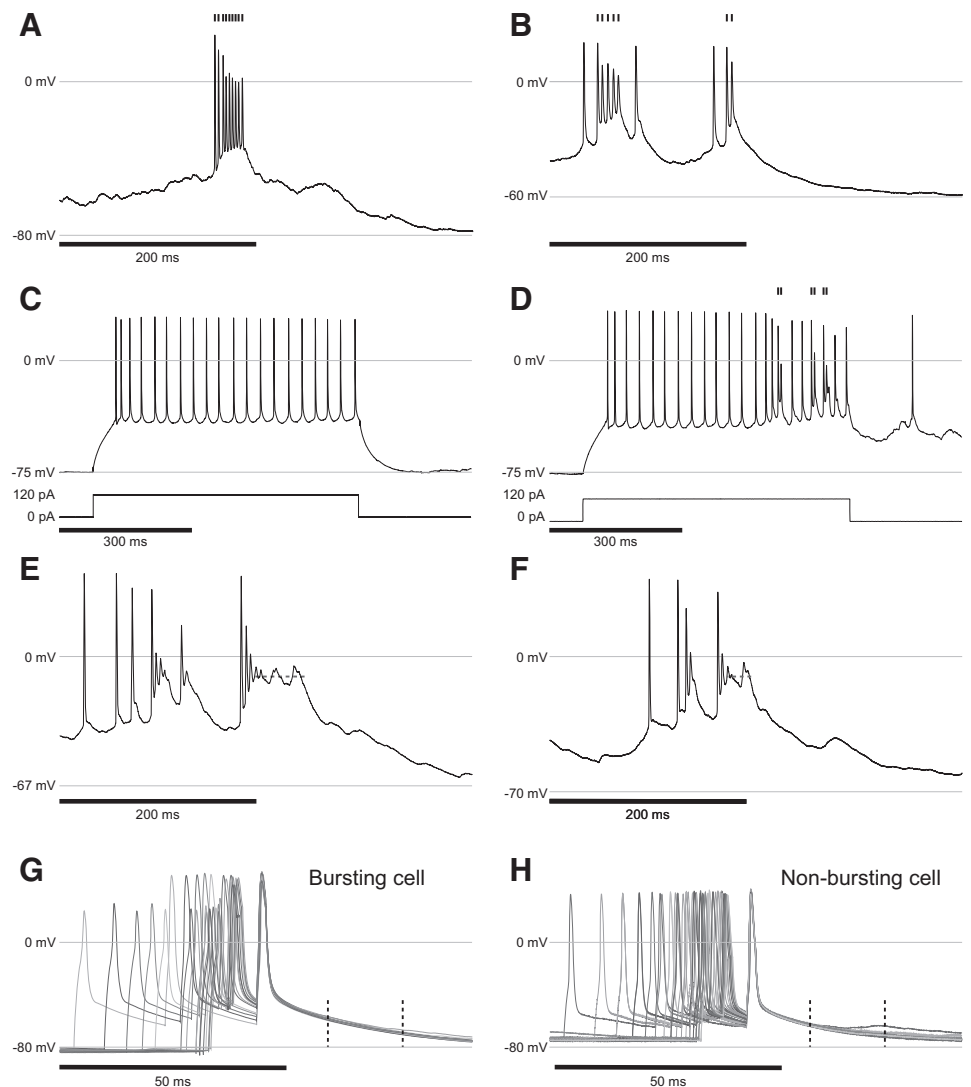 A
B
0 mV
0 mV
-60 mV
-80 mV
200 ms
200 ms
C
D
0 mV
0 mV
-75 mV
-75 mV
120 pA
120 pA
0 pA
0 pA
300 ms
300 ms
E
F
0 mV
0 mV
-67 mV
-70 mV
200 ms
200 ms
G
Bursting cell
H
Non-bursting cell
0 mV
0 mV
-80 mV
-80 mV
50 ms
50 ms